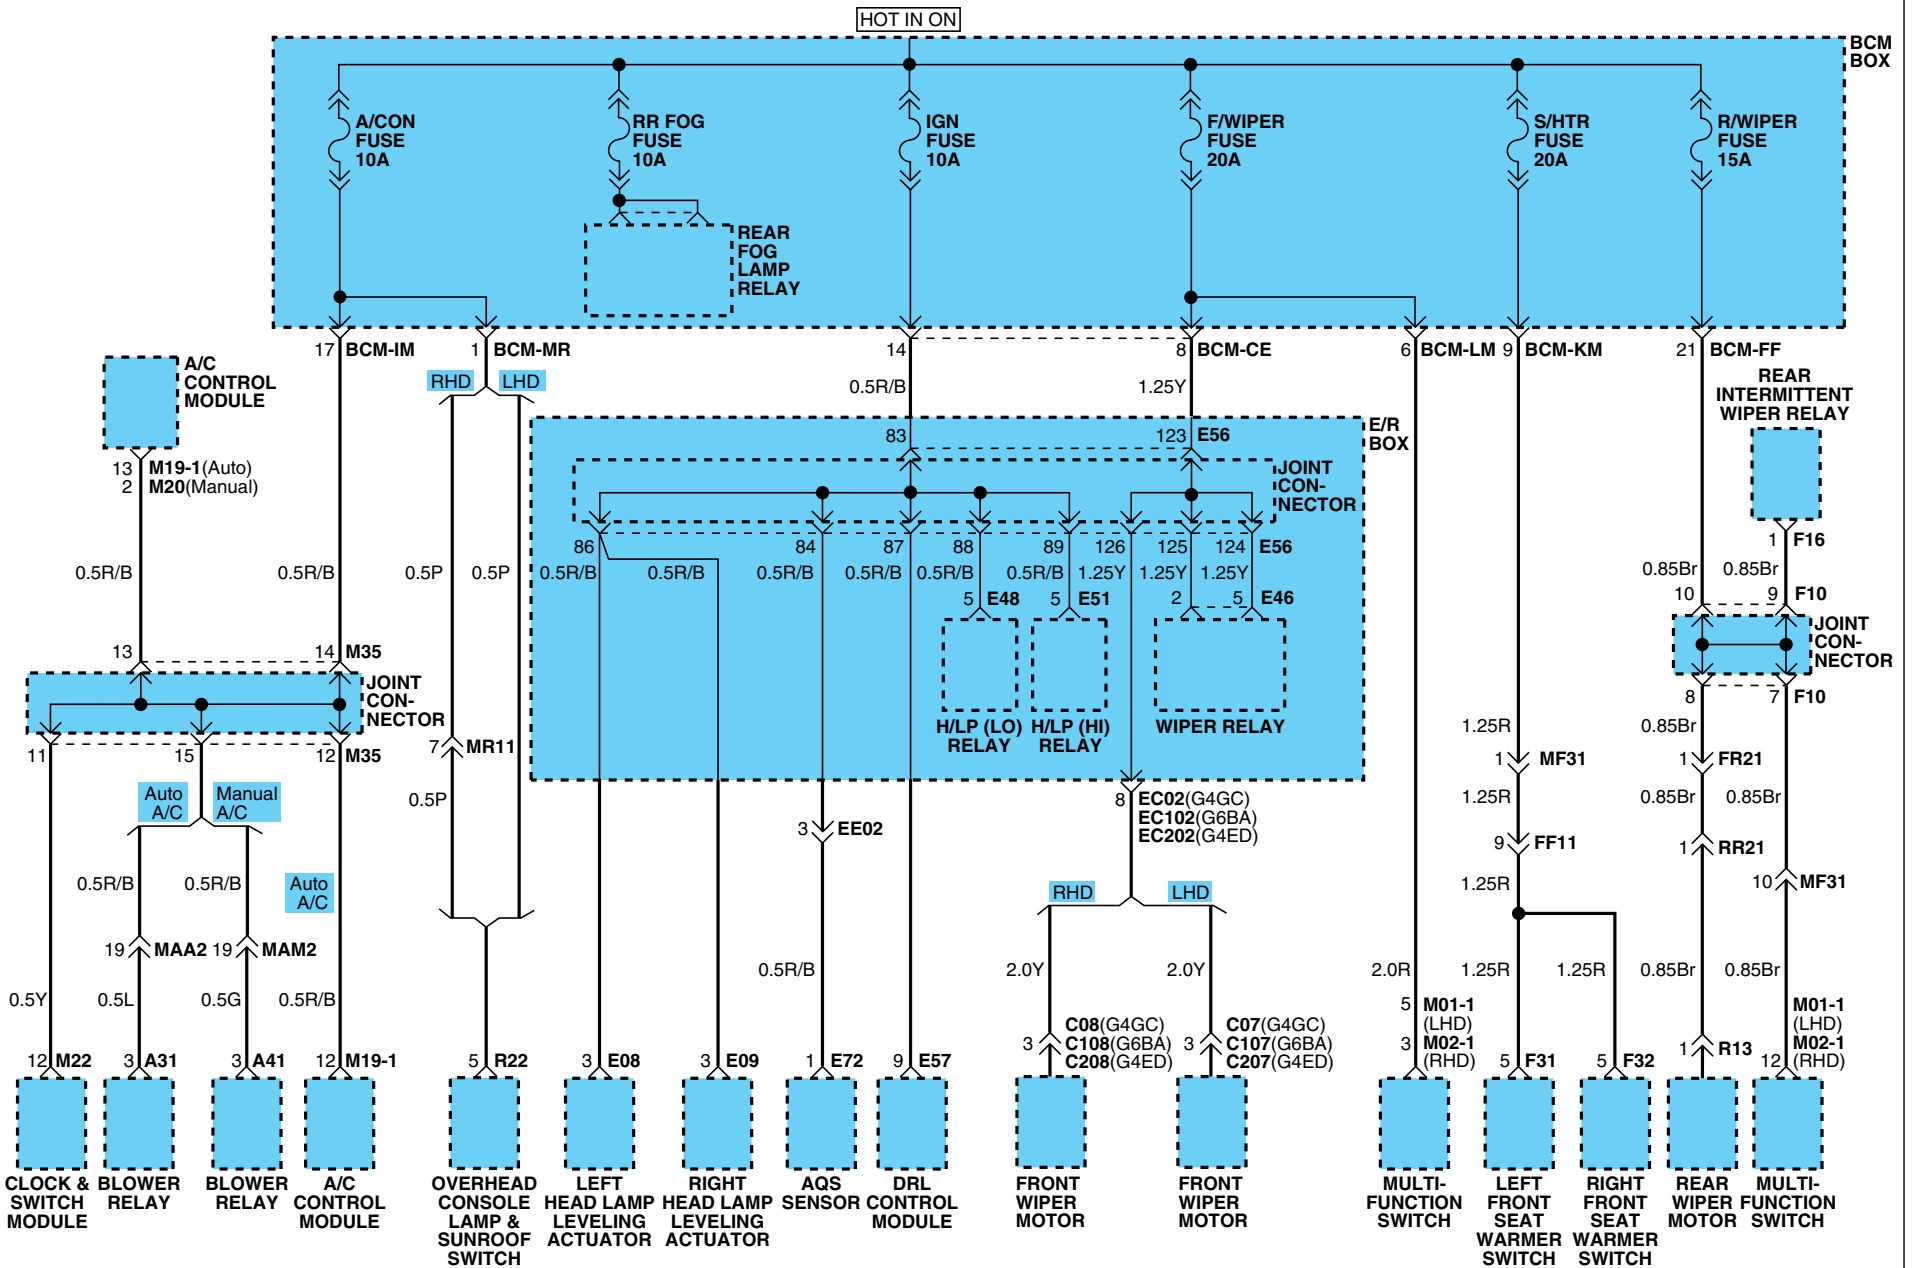 HOT IN ON
BCM
BOX
A/CON
FUSE
10A
RR FOG
FUSE
10A
IGN
FUSE
10A
F/WIPER
FUSE
20A
S/HTR
FUSE
20A
R/WIPER
FUSE
15A
REAR
FOG
LAMP
RELAY
17 BCM-IM
1 BCM-MR
14
8 BCM-CE
6 BCM-LM
9 BCM-KM
21 BCM-FF
A/C
CONTROL
MODULE
RHD
LHD
0.5R/B
1.25Y
REAR
INTERMITTENT
WIPER RELAY
E/R
BOX
83
123 E56
13 M19-1(Auto)
2 M20(Manual)
JOINT
CON-
NECTOR
86
84
87
88
89
126
125
124 E56
1 F16
0.5R/B
0.5R/B
0.5P
0.5P
0.5R/B
0.5R/B
0.5R/B
0.5R/B
0.5R/B
0.5R/B
1.25Y
1.25Y
1.25Y
0.85Br
0.85Br
5 E48
5 E51
2
5 E46
10
9 F10
JOINT
CON-
NECTOR
13
14 M35
JOINT
CON-
NECTOR
8
7 F10
H/LP (LO)
RELAY
H/LP (HI)
RELAY
WIPER RELAY
1.25R
0.85Br
11
15
12 M35
7 MR11
1 MF31
1 FR21
Auto
A/C
Manual
A/C
0.5P
8 EC02(G4GC)
EC102(G6BA)
EC202(G4ED)
1.25R
0.85Br
0.85Br
3 EE02
9 FF11
1 RR21
0.5R/B
0.5R/B
Auto
A/C
RHD
LHD
1.25R
10 MF31
19 MAA2
19 MAM2
0.5R/B
2.0Y
2.0Y
2.0R
1.25R
1.25R
0.85Br
0.85Br
0.5Y
0.5L
0.5G
0.5R/B
3 C08(G4GC)
C108(G6BA)
C208(G4ED)
3 C07(G4GC)
C107(G6BA)
C207(G4ED)
5 M01-1
(LHD)
3 M02-1
(RHD)
M01-1
(LHD)
M02-1
12 (RHD)
12 M22
3 A31
3 A41
12 M19-1
5 R22
3 E08
3 E09
1 E72
9 E57
5 F31
5 F32
1 R13
CLOCK &
SWITCH
MODULE
BLOWER
RELAY
BLOWER
RELAY
A/C
CONTROL
MODULE
OVERHEAD
CONSOLE
LAMP &
SUNROOF
SWITCH
LEFT
HEAD LAMP
LEVELING
ACTUATOR
RIGHT
HEAD LAMP
LEVELING
ACTUATOR
AQS
SENSOR
DRL
CONTROL
MODULE
FRONT
WIPER
MOTOR
FRONT
WIPER
MOTOR
MULTI-
FUNCTION
SWITCH
LEFT
FRONT
SEAT
WARMER
SWITCH
RIGHT
FRONT
SEAT
WARMER
SWITCH
REAR
WIPER
MOTOR
MULTI-
FUNCTION
SWITCH